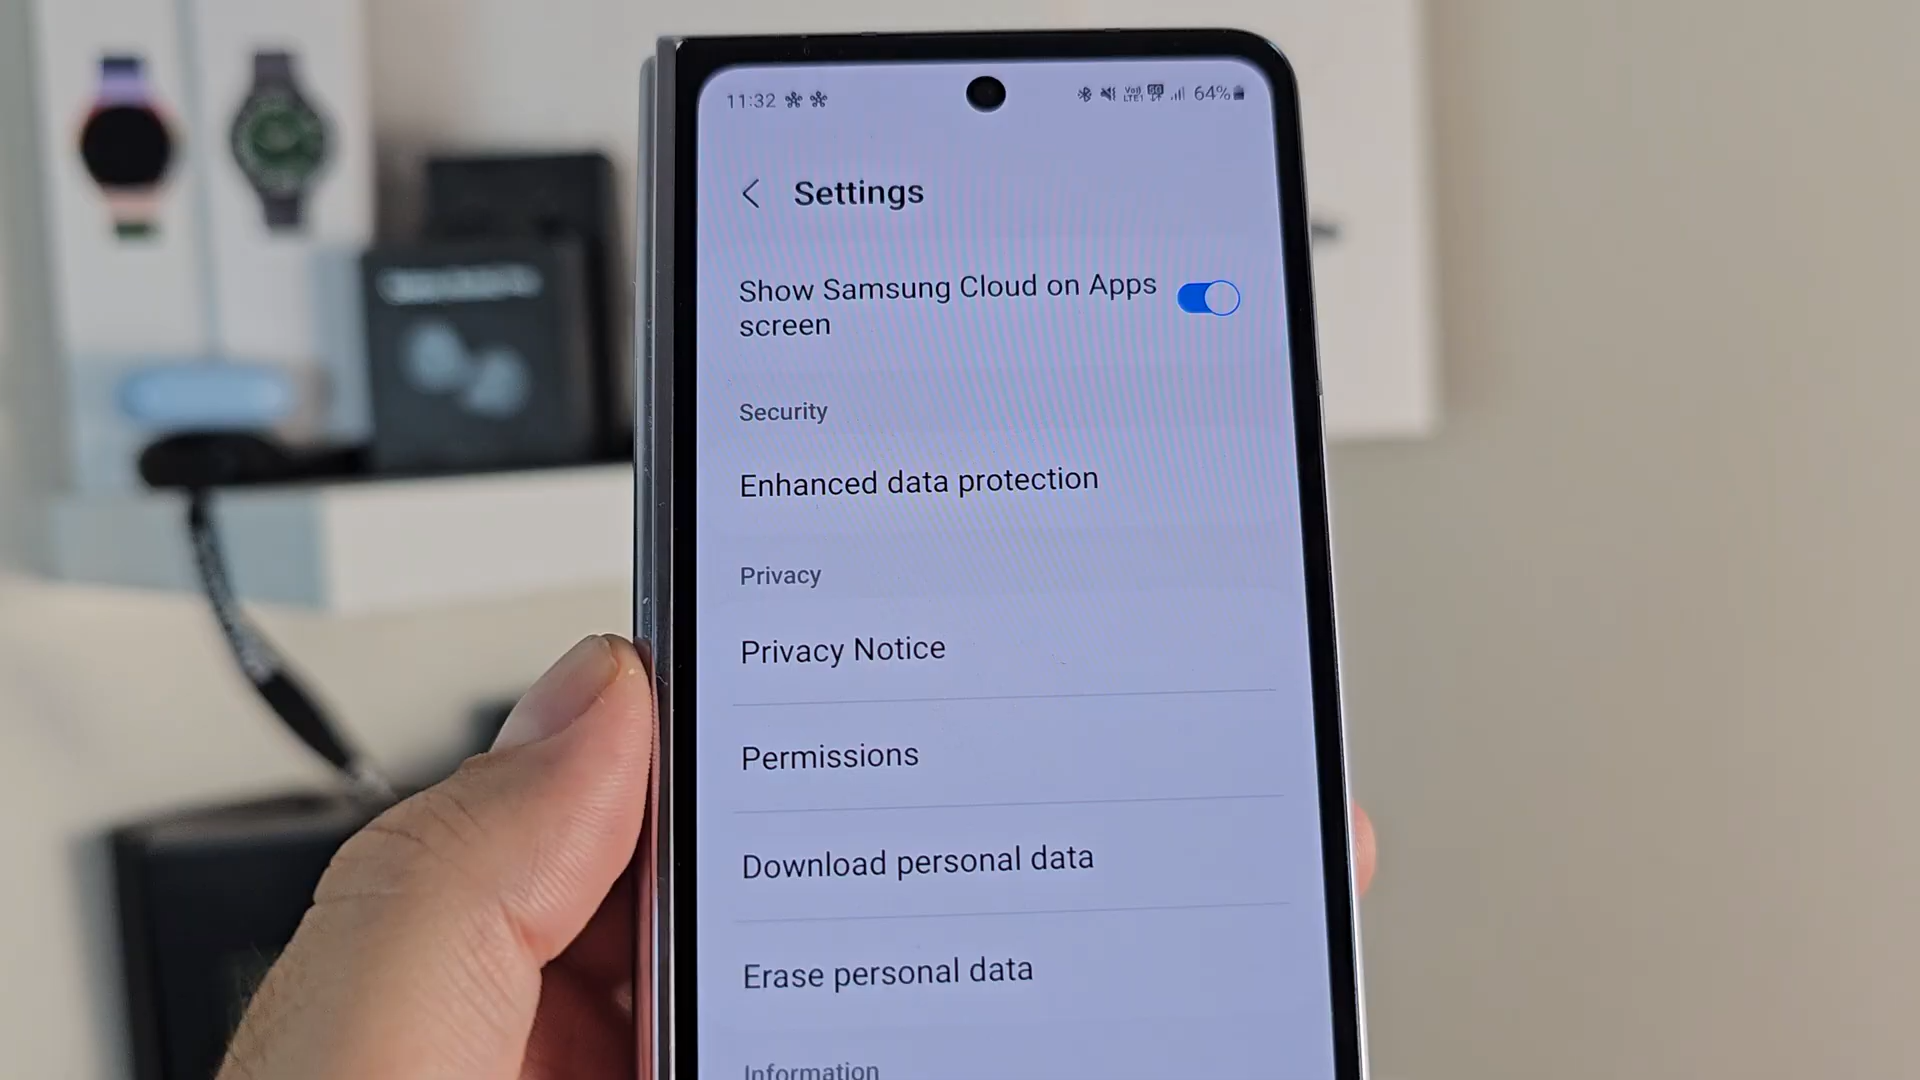 11:32
64%
Settings
Show Samsung Cloud on Apps
screen
Security
Enhanced data protection
Privacy
Privacy Notice
Permissions
Download personal data
Erase personal data
Information